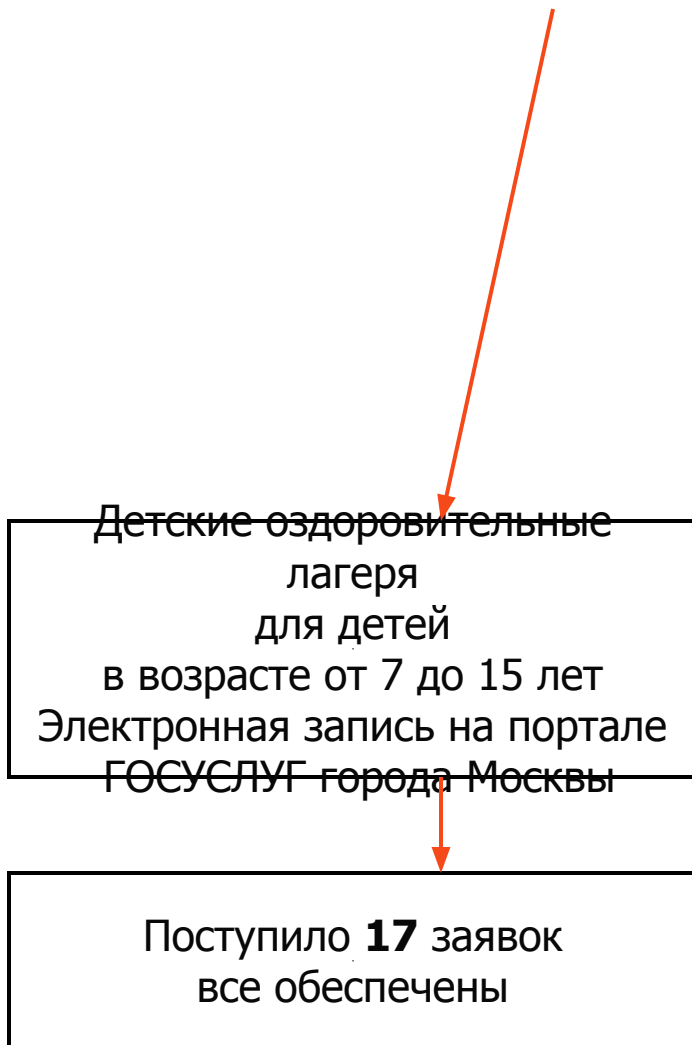 Детские оздоровительные
лагеря
для детей
в возрасте от 7 до 15 лет
Электронная запись на портале
ГОСУСЛУГ города Москвы
Поступило 17 заявок
все обеспечены